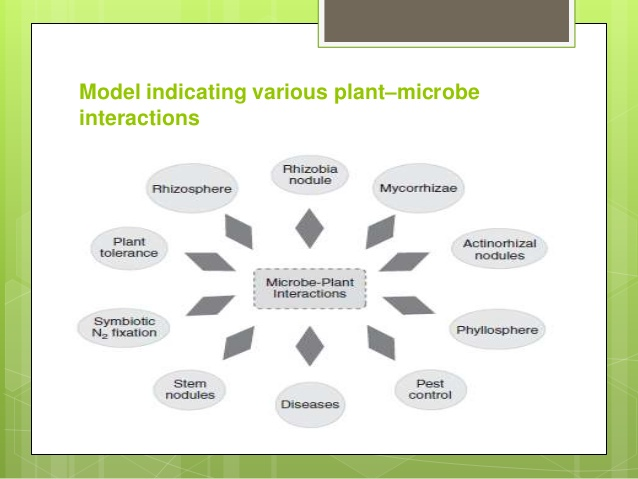 Model indicating various plant–microbe
interactions
Rhizobia
nodule
Rhizosphere
Mycorrhizae
Plant
tolerance
Actinorhizal
nodules
Microbe-Plant
Interactions
Symbiotic
N₂ fixation
Phyllosphere
Stem
nodules
Diseases
Pest
control